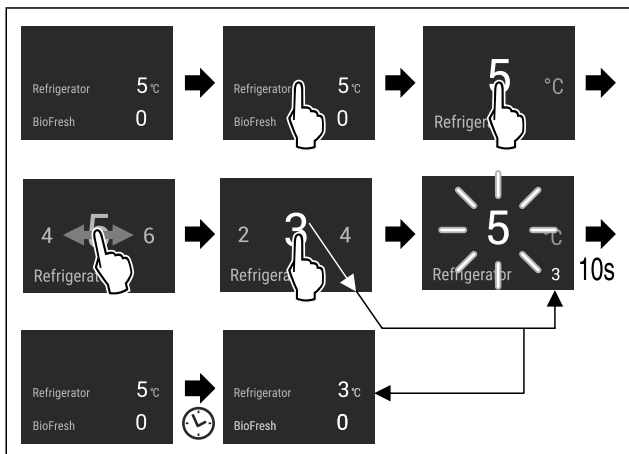 Refrigerator 5 °C
BioFresh 0
Refrigerator 5 °C
BioFresh 0
5 °C
Refriger
4 5 6
Refrigerat
2 3 4
Refrigera
5 °C
Refrigerator 3
10s
Refrigerator 5 °C
BioFresh 0
Refrigerator 3 °C
BioFresh 0